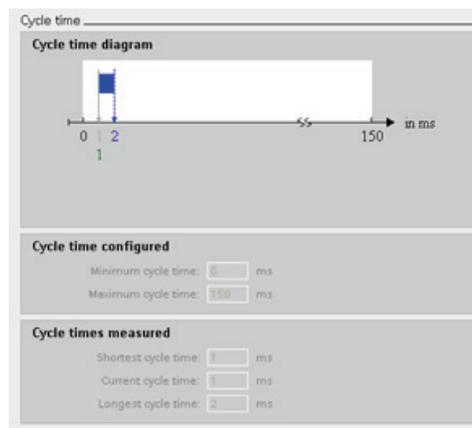 Cycle time
Cycle time diagram
0 1 2 150 in ms
1
Cycle time configured
Minimum cycle time: 0 ms
Maximum cycle time: 150 ms
Cycle times measured
Shortest cycle time: 1 ms
Current cycle time: 1 ms
Longest cycle time: 2 ms